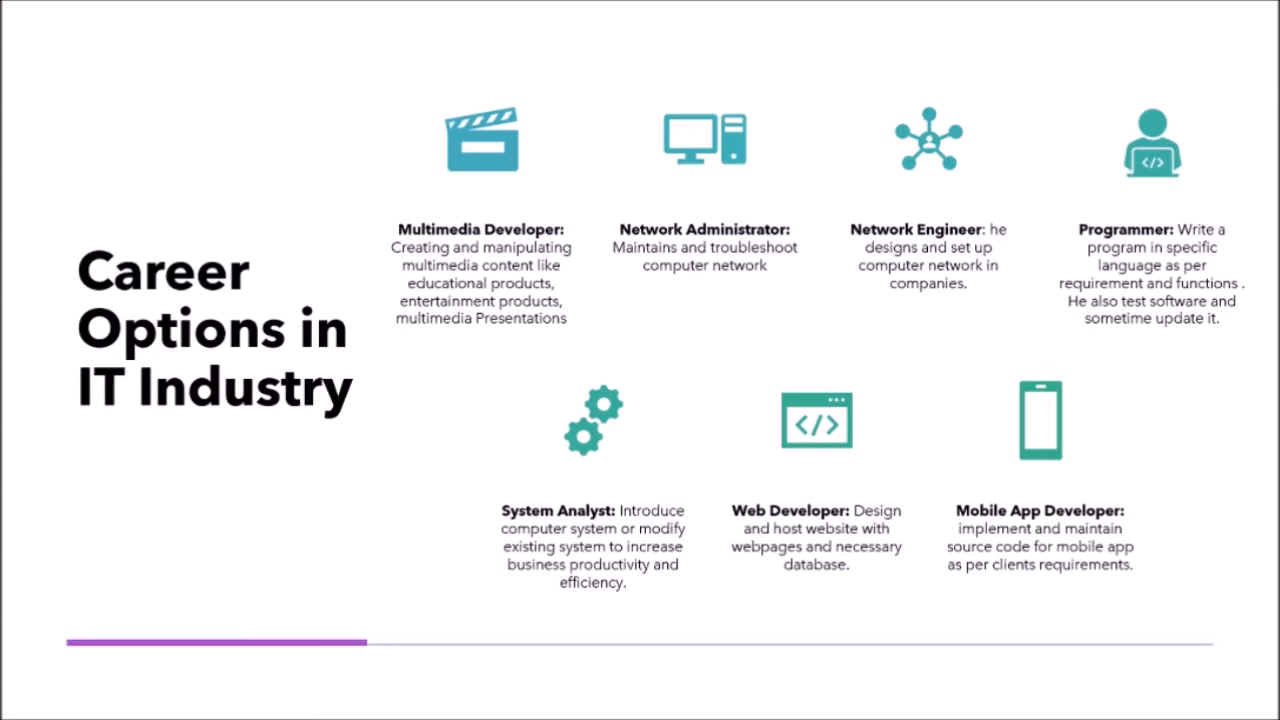 Career
Options in
IT Industry
Multimedia Developer:
Creating and manipulating
multimedia content like
educational products,
entertainment products,
multimedia Presentations
Network Administrator:
Maintains and troubleshoot
computer network
Network Engineer: he
designs and set up
computer network in
companies.
Programmer: Write a
program in specific
language as per
requirement and functions .
He also test software and
sometime update it.
</>
System Analyst: Introduce
computer system or modify
existing system to increase
business productivity and
efficiency.
</>
Web Developer: Design
and host website with
webpages and necessary
database.
Mobile App Developer:
implement and maintain
source code for mobile app
as per clients requirements.